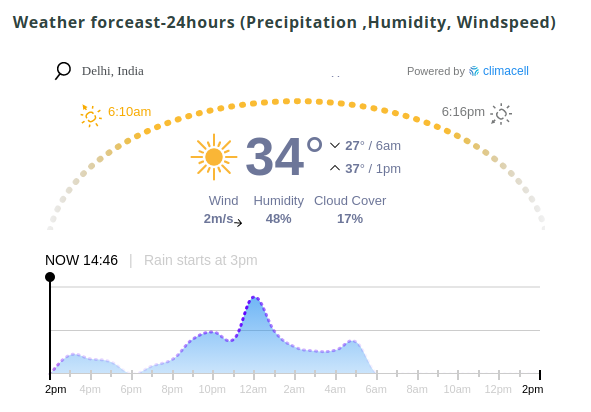 Weather forceast-24hours (Precipitation ,Humidity, Windspeed)
Delhi, India
..
Powered by climacell
6:10am
6:16pm
34°
27° / 6am
37° / 1pm
Wind Humidity Cloud Cover
2m/s 48% 17%
NOW 14:46 | Rain starts at 3pm
2pm 4pm 6pm 8pm 10pm 12am 2am 4am 6am 8am 10am 12pm 2pm